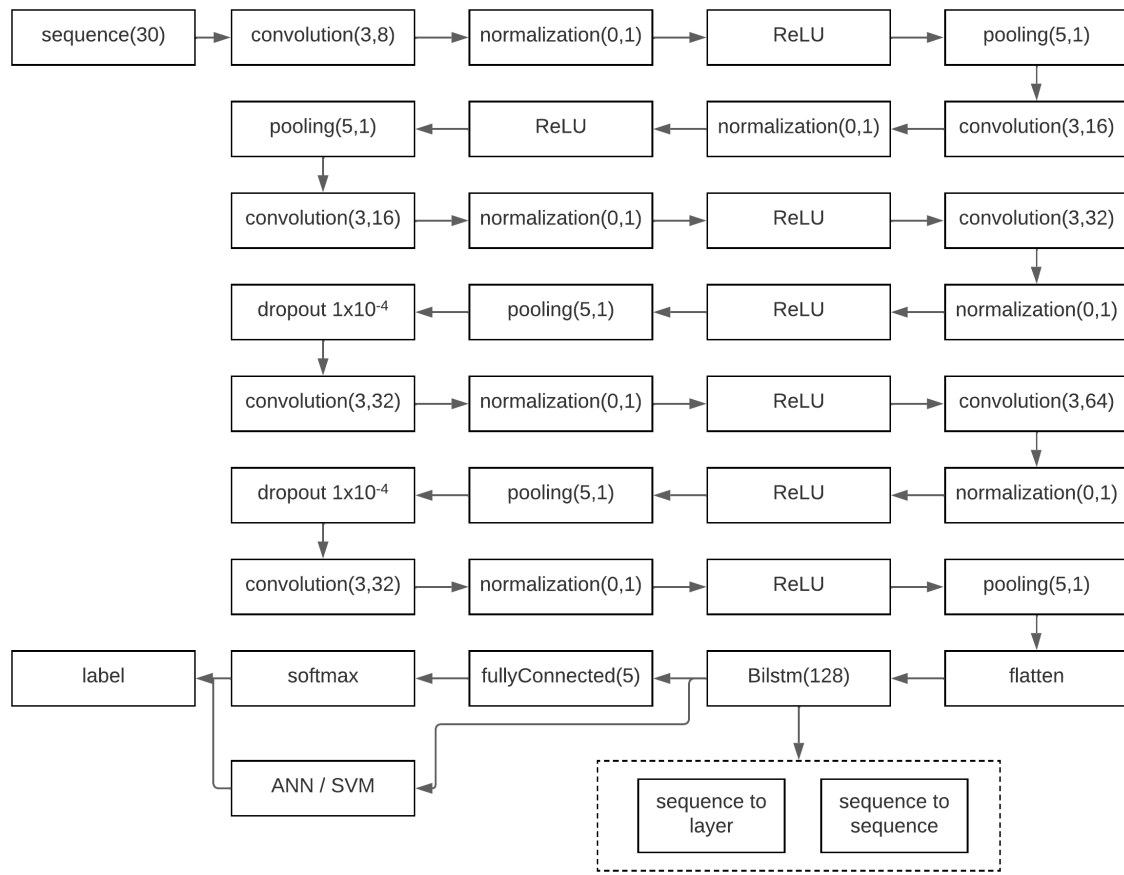 sequence(30)
convolution(3,8)
normalization(0,1)
ReLU
pooling(5,1)
pooling(5,1)
ReLU
normalization(0,1)
convolution(3,16)
convolution(3,16)
normalization(0,1)
ReLU
convolution(3,32)
dropout 1x10⁻⁴
pooling(5,1)
ReLU
normalization(0,1)
convolution(3,32)
normalization(0,1)
ReLU
convolution(3,64)
dropout 1x10⁻⁴
pooling(5,1)
ReLU
normalization(0,1)
convolution(3,32)
normalization(0,1)
ReLU
pooling(5,1)
label
softmax
fullyConnected(5)
Bilstm(128)
flatten
ANN / SVM
sequence to
layer
sequence to
sequence